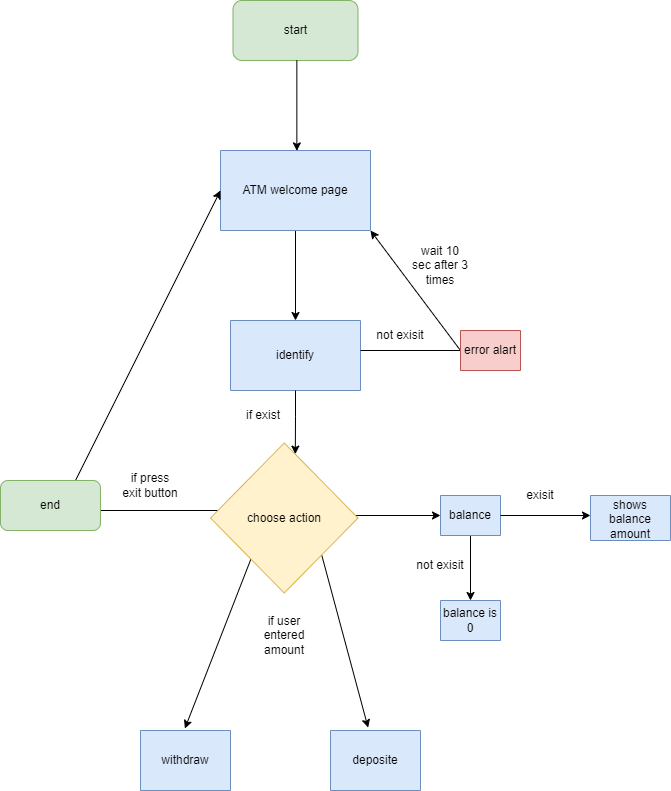 start
ATM welcome page
wait 10
sec after 3
times
not exisit
error alart
identify
if exist
if press
exit button
end
choose action
balance
exisit
shows
balance
amount
not exisit
balance is
0
if user
entered
amount
withdraw
deposite